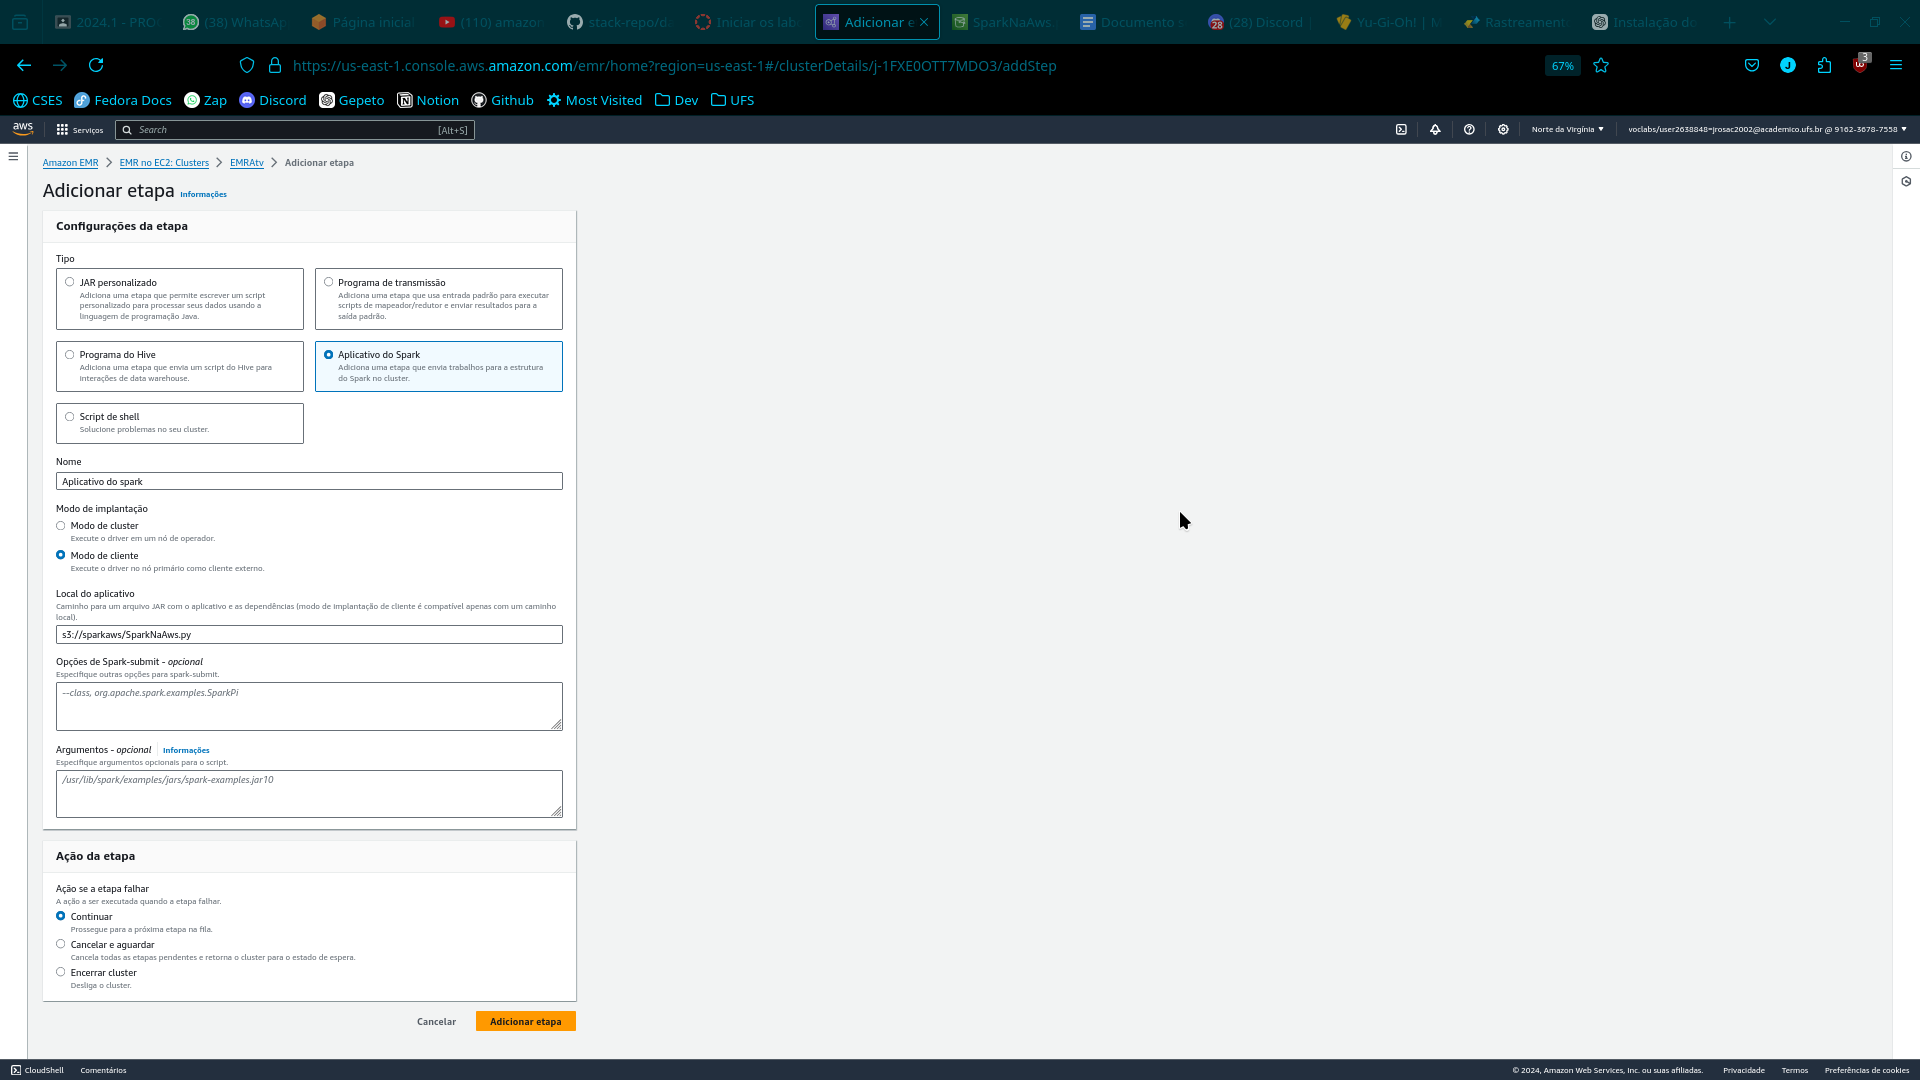 2024.1 - PRO
(38) WhatsAp
Página inicial
(110) amazon
stack-repo/da
Iniciar os lab
Adicionar e
SparkNaAws.
Documento s
(28) Discord
Yu-Gi-Oh! | M
Rastreament
Instalação do
https://us-east-1.console.aws.amazon.com/emr/home?region=us-east-1#/clusterDetails/j-1FXE0OTT7MDO3/addStep
67%
3
CSES
Fedora Docs
Zap
Discord
Gepeto
Notion
Github
Most Visited
Dev
UFS
aws
Serviços
Search
[Alt+S]
Norte da Virgínia
voclabs/user2638848=jrosac2002@academico.ufs.br @ 9162-3678-7558
Amazon EMR
EMR no EC2: Clusters
EMRAtv
Adicionar etapa
Adicionar etapa Informações
Configurações da etapa
Tipo
JAR personalizado
Adiciona uma etapa que permite escrever um script
personalizado para processar seus dados usando a
linguagem de programação Java.
Programa de transmissão
Adiciona uma etapa que usa entrada padrão para executar
scripts de mapeador/redutor e enviar resultados para a
saída padrão.
Programa do Hive
Adiciona uma etapa que envia um script do Hive para
interações de data warehouse.
Aplicativo do Spark
Adiciona uma etapa que envia trabalhos para a estrutura
do Spark no cluster.
Script de shell
Solucione problemas no seu cluster.
Nome
Aplicativo do spark
Modo de implantação
Modo de cluster
Execute o driver em um nó de operador.
Modo de cliente
Execute o driver no nó primário como cliente externo.
Local do aplicativo
Caminho para um arquivo JAR com o aplicativo e as dependências (modo de implantação de cliente é compatível apenas com um caminho
local).
s3://sparkaws/SparkNaAws.py
Opções de Spark-submit - opcional
Especifique outras opções para spark-submit.
--class, org.apache.spark.examples.SparkPi
Argumentos - opcional Informações
Especifique argumentos opcionais para o script.
/usr/lib/spark/examples/jars/spark-examples.jar10
Ação da etapa
Ação se a etapa falhar
A ação a ser executada quando a etapa falhar.
Continuar
Prossegue para a próxima etapa na fila.
Cancelar e aguardar
Cancela todas as etapas pendentes e retorna o cluster para o estado de espera.
Encerrar cluster
Desliga o cluster.
Cancelar
Adicionar etapa
CloudShell
Comentários
© 2024, Amazon Web Services, Inc. ou suas afiliadas.
Privacidade
Termos
Preferências de cookies